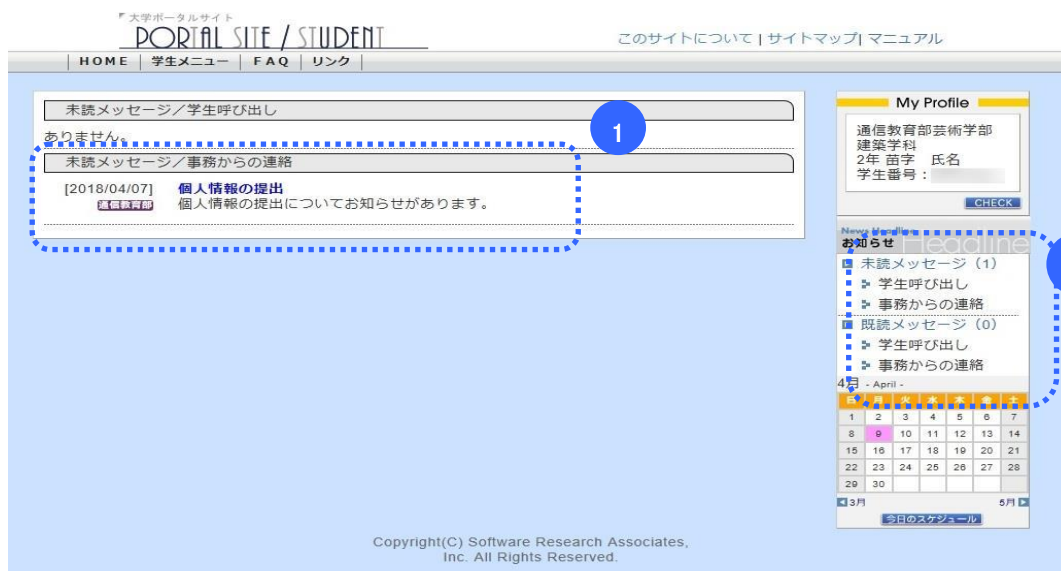 大学ポータルサイト
PORTAL SITE / STUDENT
このサイトについて | サイトマップ| マニュアル
| HOME | 学生メニュー | FAQ | リンク |
未読メッセージ/学生呼び出し
ありません。
1
未読メッセージ/事務からの連絡
[2018/04/07] 個人情報の提出
通信教育部 個人情報の提出についてお知らせがあります。
My Profile
通信教育部芸術学部
建築学科
2年 苗字 氏名
学生番号:
CHECK
News Headline
お知らせ Headline
未読メッセージ (1)
学生呼び出し
事務からの連絡
既読メッセージ (0)
学生呼び出し
事務からの連絡
4月 - April -
日 月 火 水 木 金 土
1 2 3 4 5 6 7
8 9 10 11 12 13 14
15 16 17 18 19 20 21
22 23 24 25 26 27 28
29 30
3月 5月
今日のスケジュール
Copyright(C) Software Research Associates,
Inc. All Rights Reserved.